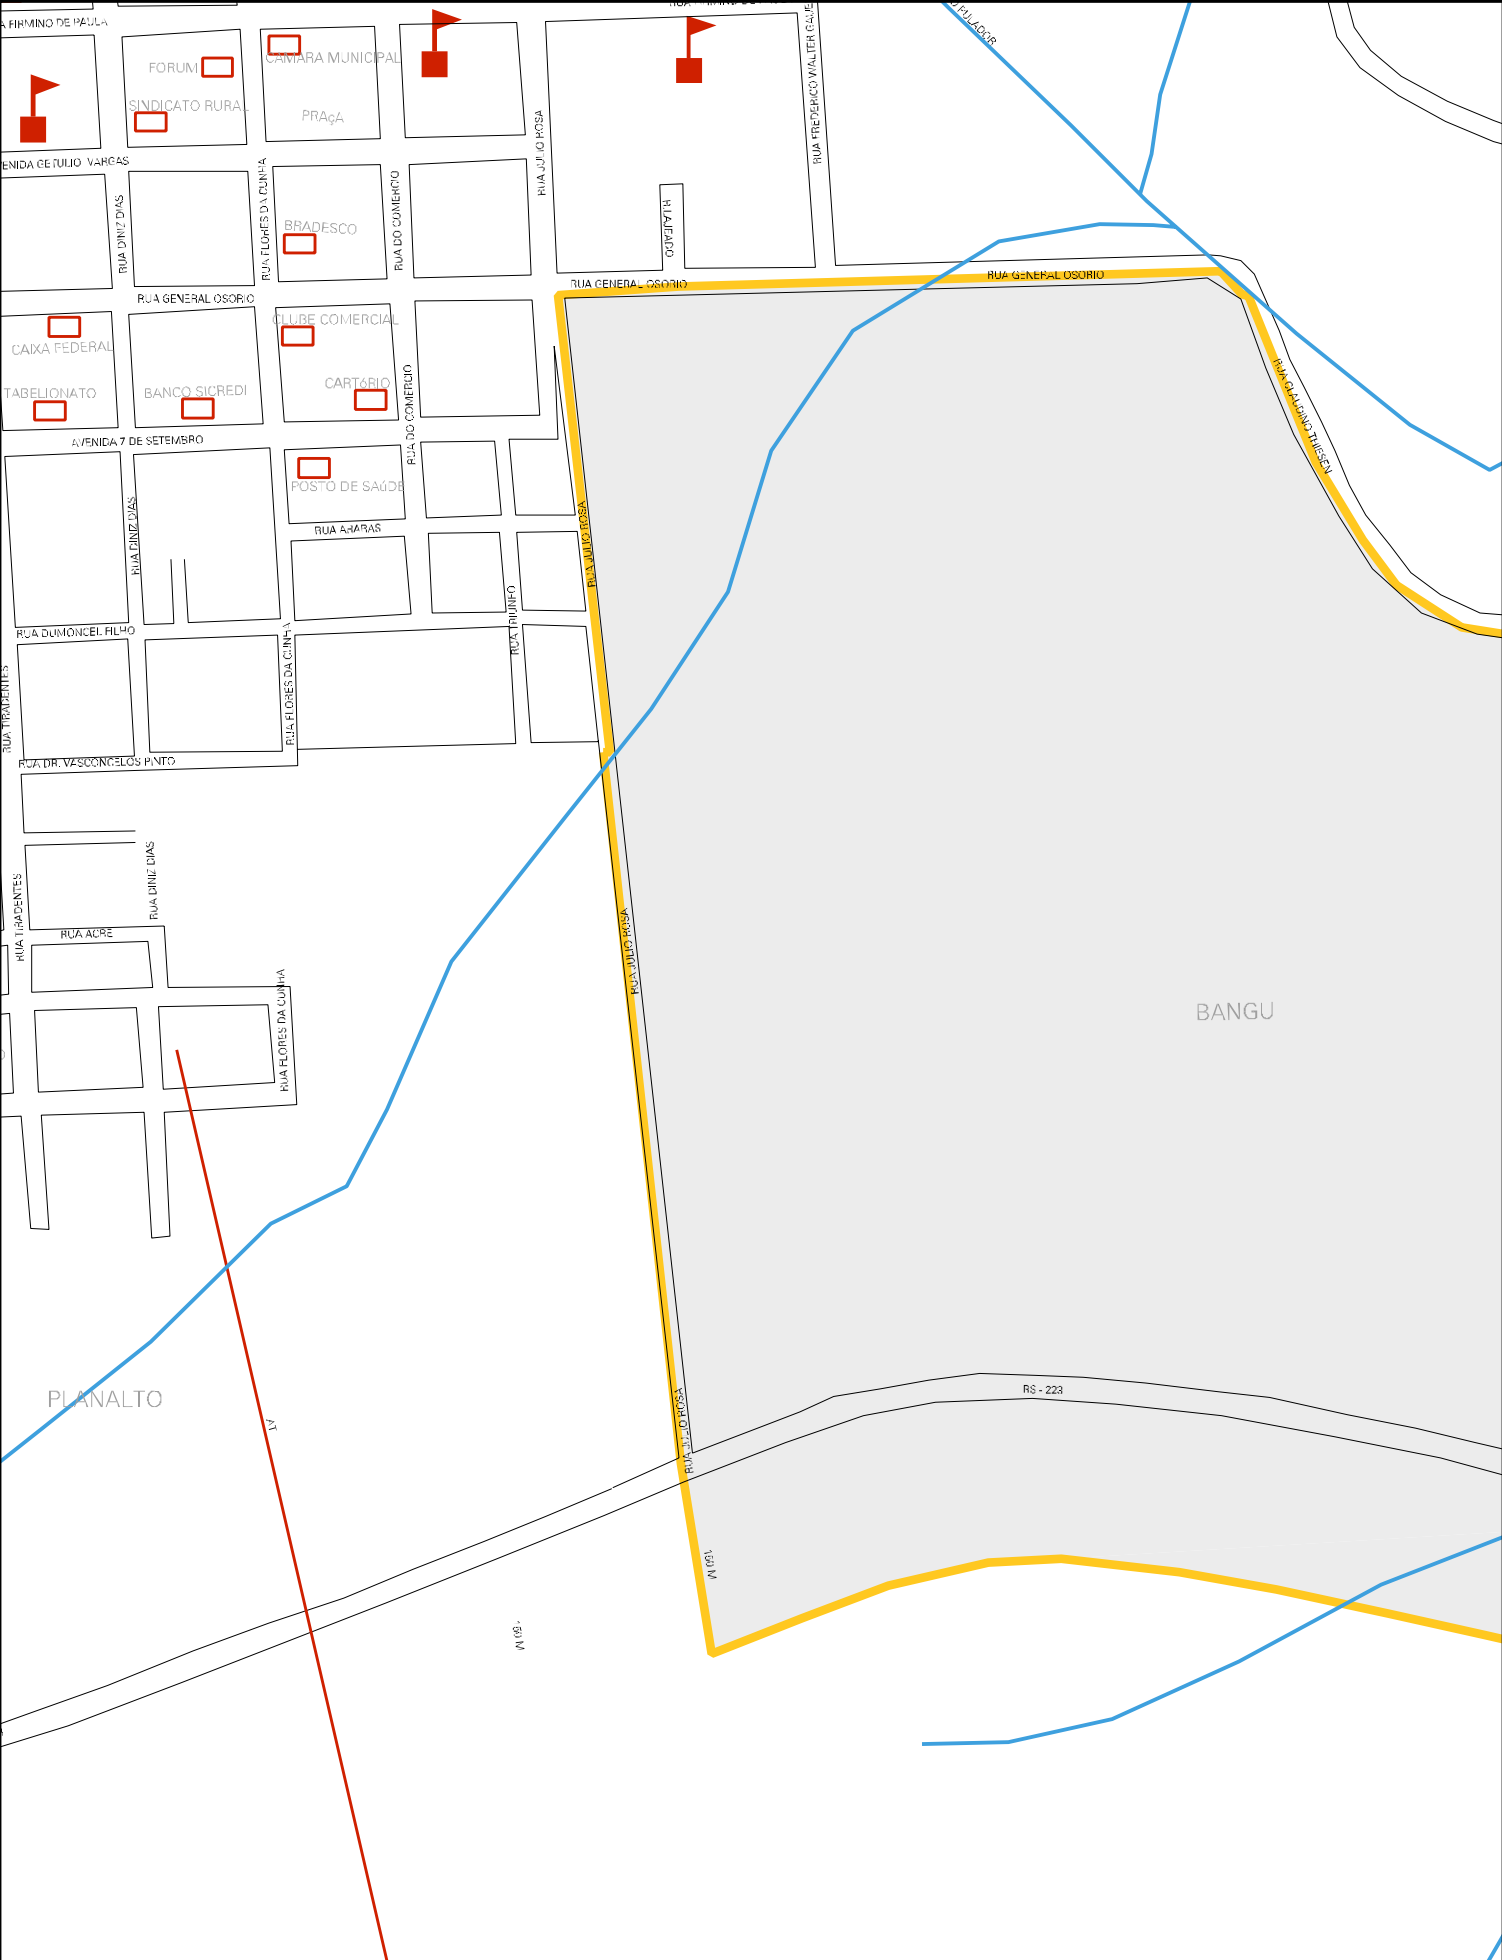 RUA FIRMINO DE PAULA
FORUM
CÂMARA MUNICIPAL
SINDICATO RURAL
PRAçA
AVENIDA GETULIO VARGAS
RUA JULIO ROSA
RUA DINIZ DIAS
RUA FLORES DA CUNHA
RUA DO COMERCIO
BRADESCO
R. LAJEADO
RUA GENERAL OSORIO
RUA GENERAL OSORIO
RUA GENERAL OSORIO
CLUBE COMERCIAL
CAIXA FEDERAL
TABELIONATO
BANCO SICREDI
CARTóRIO
RUA DO COMERCIO
RUA CLAUDINO THIESEN
AVENIDA 7 DE SETEMBRO
POSTO DE SAúDE
RUA DINIZ DIAS
RUA ARARAS
RUA JULIO ROSA
RUA TRIUNFO
RUA DUMONCEL FILHO
RUA TIRADENTES
RUA FLORES DA CUNHA
RUA DR. VASCONCELOS PINTO
RUA DINIZ DIAS
RUA TIRADENTES
RUA ACRE
RUA JULIO ROSA
RUA FLORES DA CUNHA
BANGU
PLANALTO
AT
RS - 223
RUA JULIO ROSA
150 M
150 M